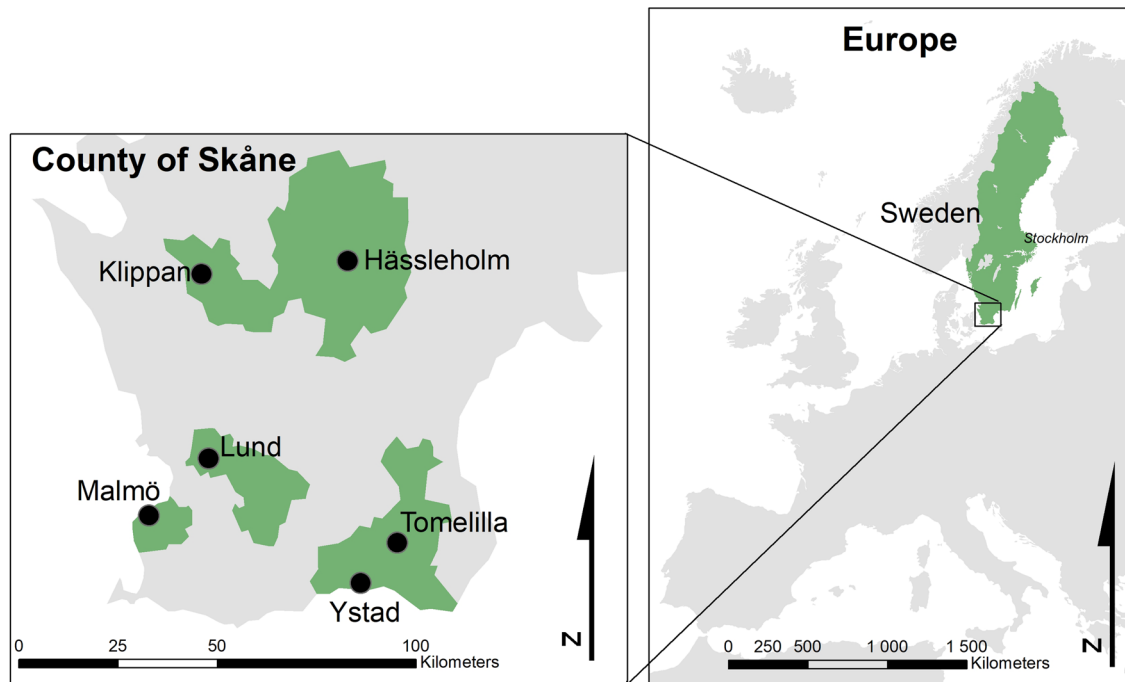 County of Skåne
Klippan
Hässleholm
Lund
Malmö
Tomelilla
Ystad
N
0 25 50 100
Kilometers
Europe
Sweden
Stockholm
N
0 250 500 1 000 1 500
Kilometers